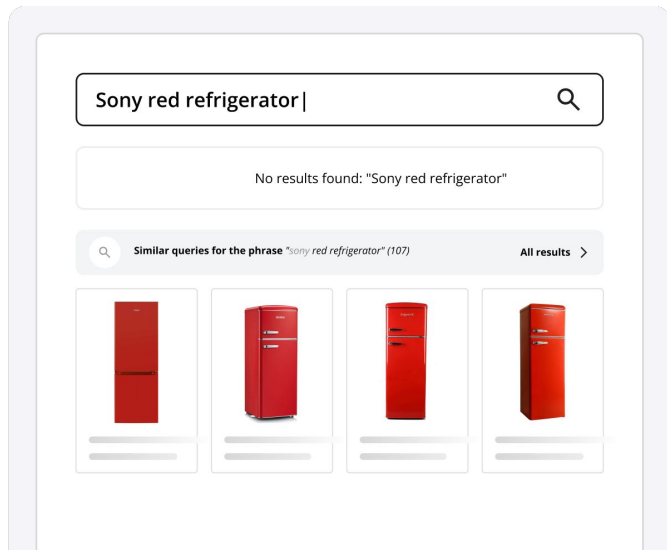 Sony red refrigerator
No results found: "Sony red refrigerator"
Similar queries for the phrase "sony red refrigerator" (107)
All results